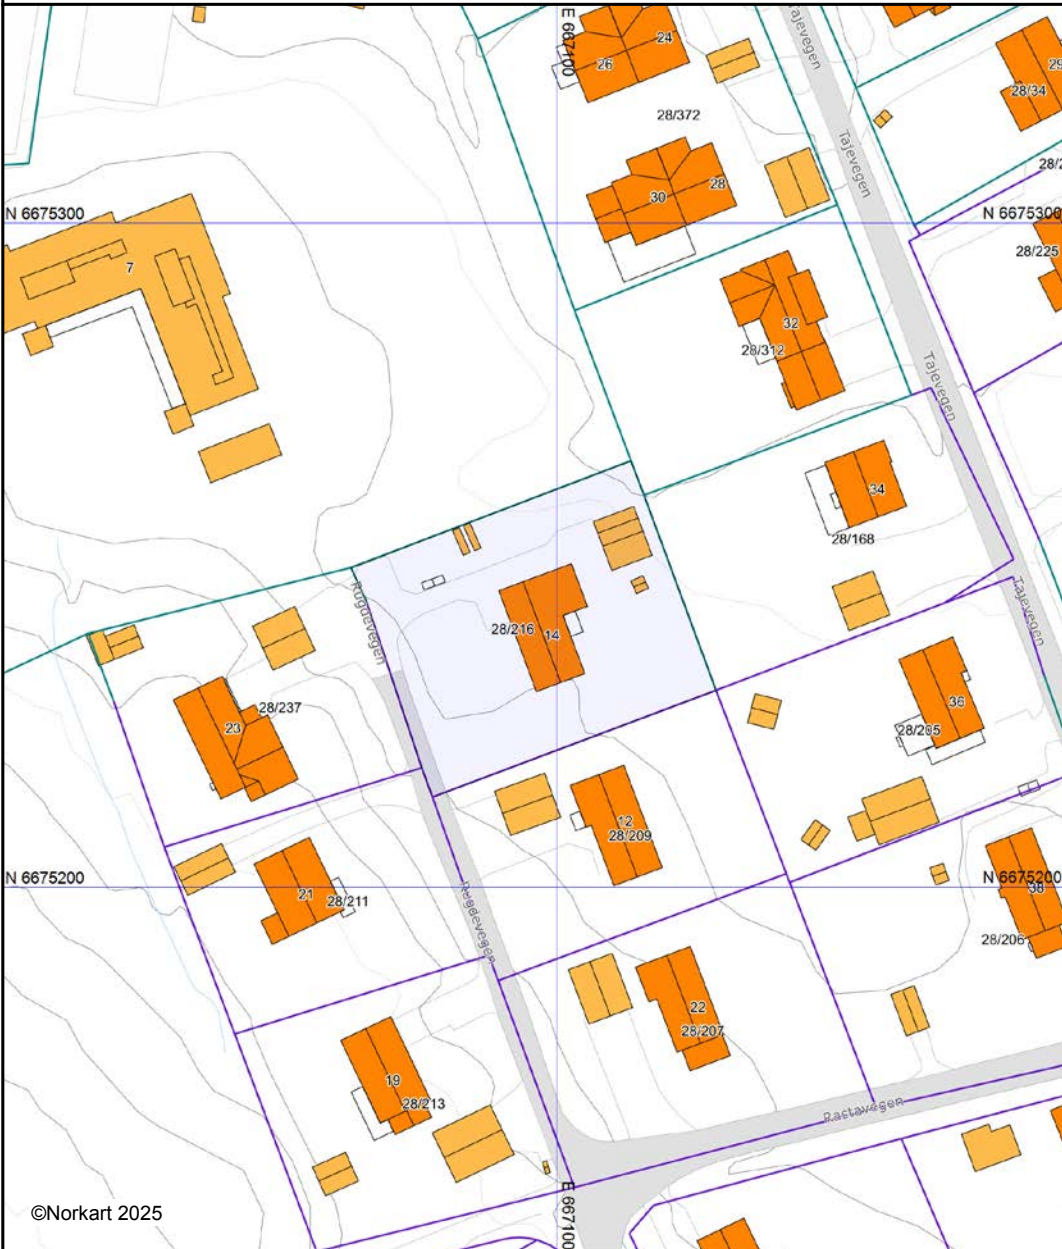 E 667100
Tajevegen
24
26
29
28/34
28/372
Tajevegen
28/2
30
28
N 6675300
N 6675300
28/225
7
32
28/312
Tajevegen
34
28/168
Rugdevegen
28/216
14
Tajevegen
28/237
23
36
28/205
12
28/209
N 6675200
N 6675200
21
28/211
38
28/206
Rugdevegen
22
28/207
19
28/213
Rastavegen
E 667100
©Norkart 2025